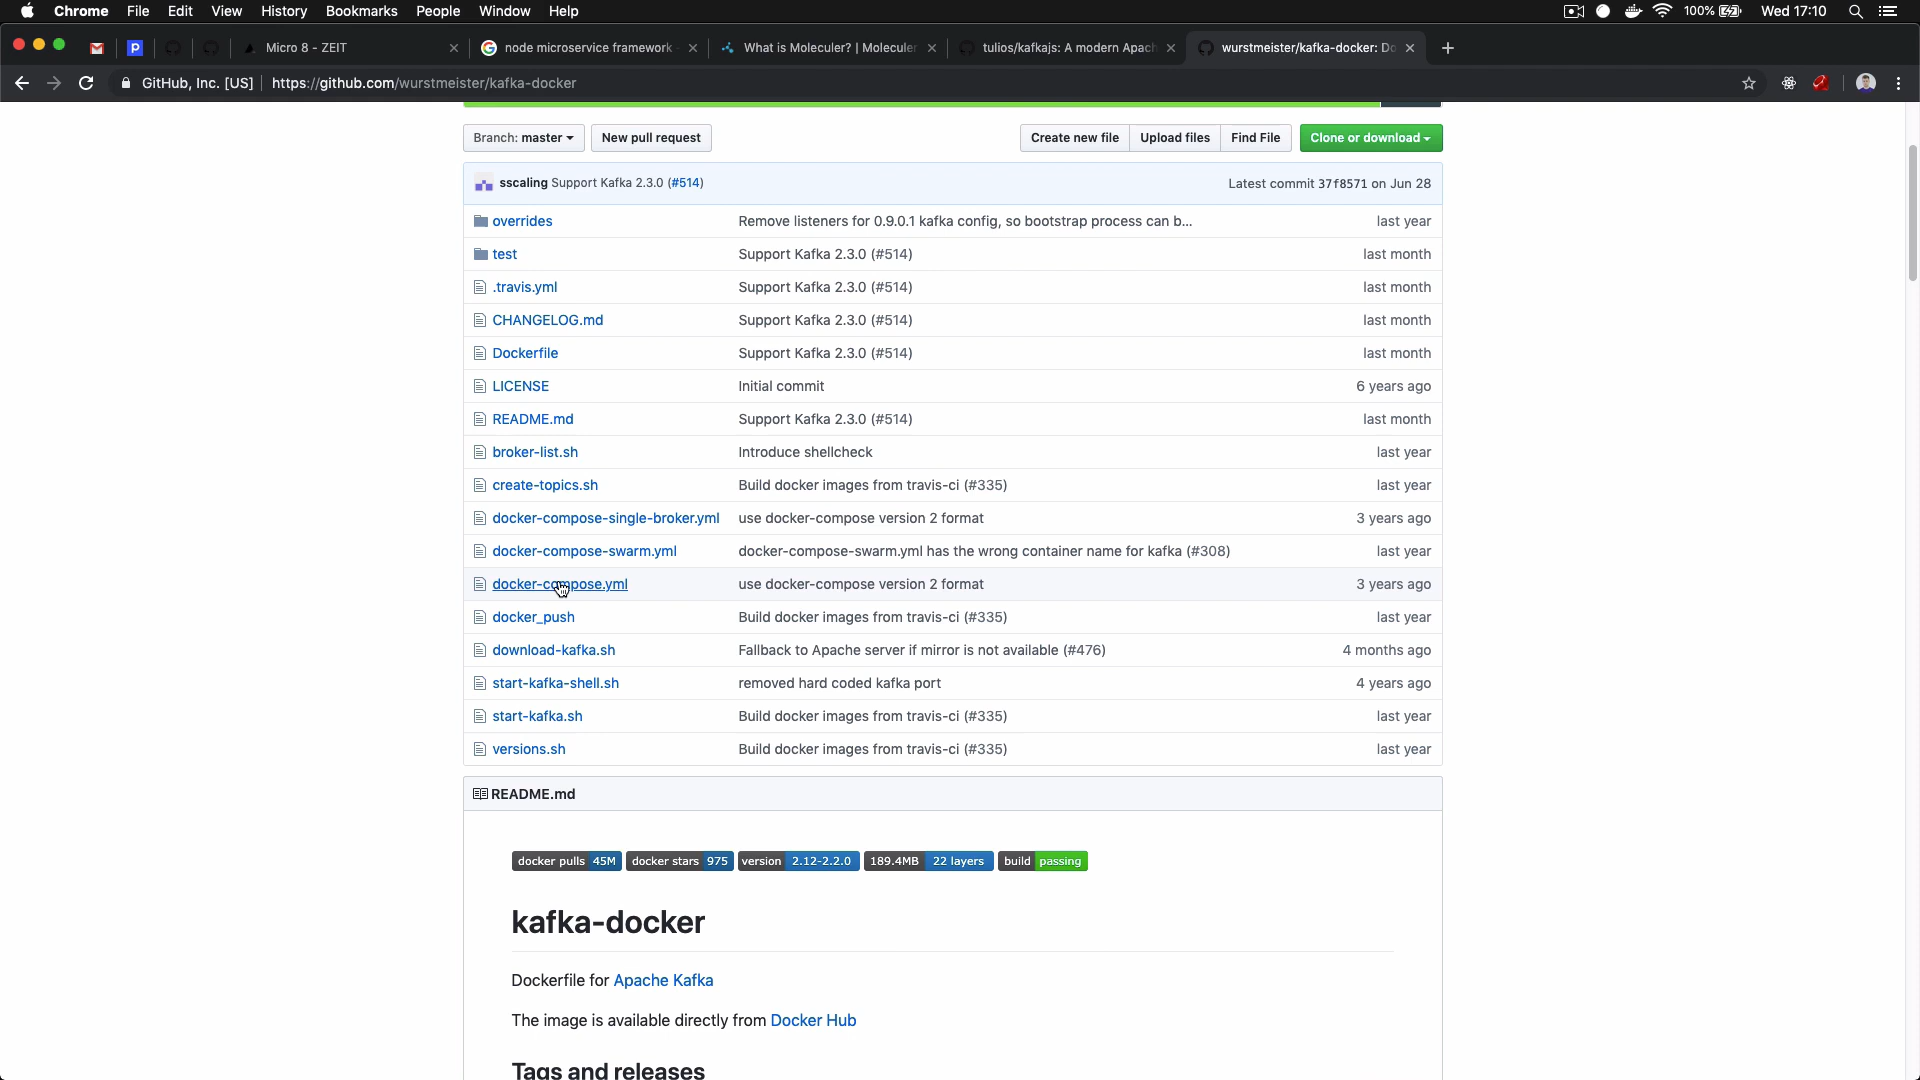 Chrome File Edit View History Bookmarks People Window Help 100% Wed 17:10
Micro 8 - ZEIT node microservice framework What is Moleculer? | Moleculer tulios/kafkajs: A modern Apach wurstmeister/kafka-docker: Do
GitHub, Inc. [US] https://github.com/wurstmeister/kafka-docker
Branch: master New pull request Create new file Upload files Find File Clone or download
sscaling Support Kafka 2.3.0 (#514) Latest commit 37f8571 on Jun 28
overrides Remove listeners for 0.9.0.1 kafka config, so bootstrap process can b... last year
test Support Kafka 2.3.0 (#514) last month
.travis.yml Support Kafka 2.3.0 (#514) last month
CHANGELOG.md Support Kafka 2.3.0 (#514) last month
Dockerfile Support Kafka 2.3.0 (#514) last month
LICENSE Initial commit 6 years ago
README.md Support Kafka 2.3.0 (#514) last month
broker-list.sh Introduce shellcheck last year
create-topics.sh Build docker images from travis-ci (#335) last year
docker-compose-single-broker.yml use docker-compose version 2 format 3 years ago
docker-compose-swarm.yml docker-compose-swarm.yml has the wrong container name for kafka (#308) last year
docker-compose.yml use docker-compose version 2 format 3 years ago
docker_push Build docker images from travis-ci (#335) last year
download-kafka.sh Fallback to Apache server if mirror is not available (#476) 4 months ago
start-kafka-shell.sh removed hard coded kafka port 4 years ago
start-kafka.sh Build docker images from travis-ci (#335) last year
versions.sh Build docker images from travis-ci (#335) last year
README.md
docker pulls 45M docker stars 975 version 2.12-2.2.0 189.4MB 22 layers build passing
kafka-docker
Dockerfile for Apache Kafka
The image is available directly from Docker Hub
Tags and releases